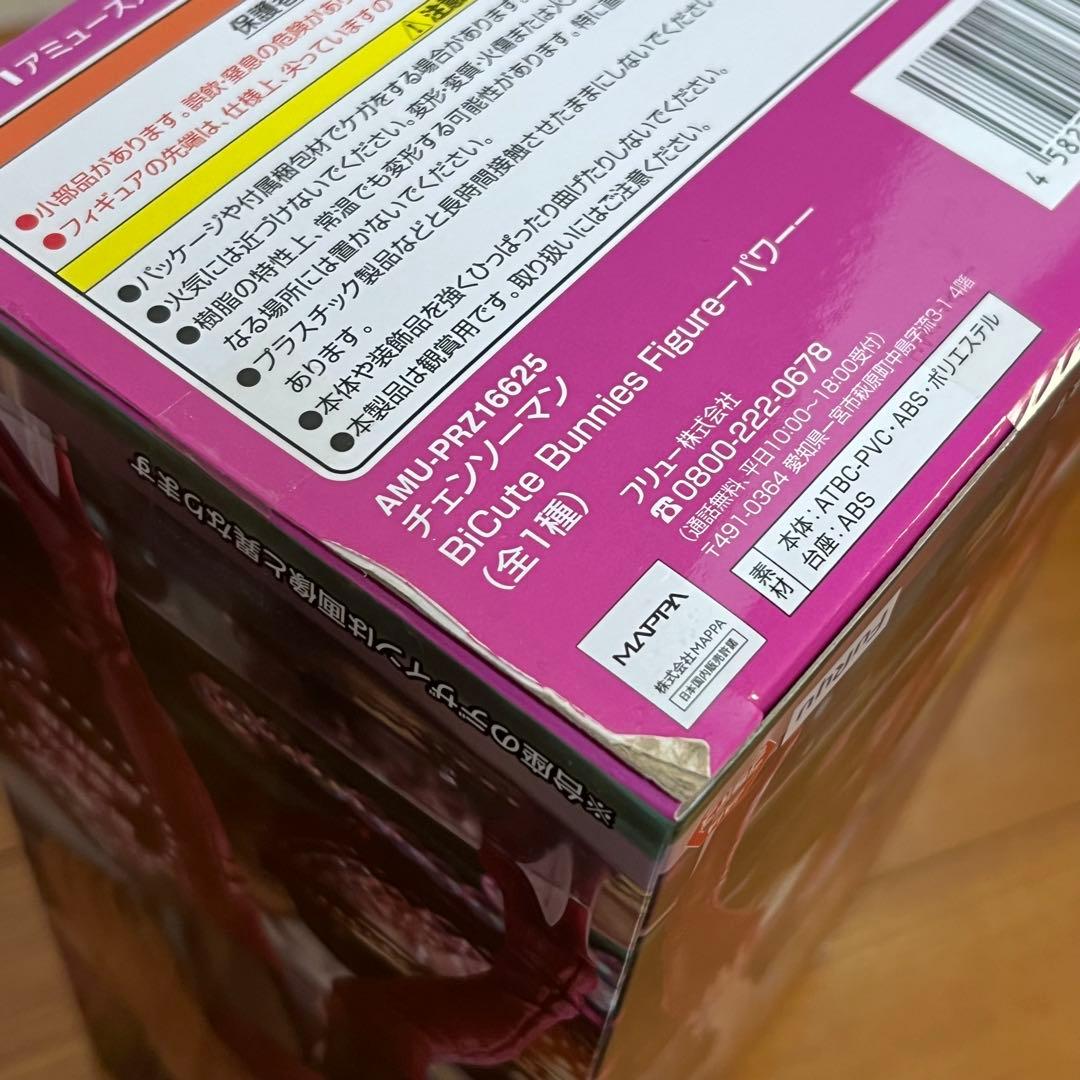 アミューズ
保護者
●小部品があります。誤飲・窒息の危険があり
●フィギュアの先端は、仕様上、尖っていますの
⚠注意
●パッケージや付属梱包材でケガをする場合があります。
●火気には近づけないでください。変形・変質・火傷または火
●樹脂の特性上、常温でも変形する可能性があります。特に直
なる場所には置かないでください。
●プラスチック製品などと長時間接触させたままにしないでくだ
あります。
●本体や装飾品を強くひっぱったり曲げたりしないでください。
●本製品は観賞用です。取り扱いにはご注意ください。
4 582
AMU-PRZ16625
チェンソーマン
BiCute Bunnies Figureーパワーー
(全1種)
フリュー株式会社
☎0800-222-0678
(通話無料、平日10:00~18:00受付)
〒491-0364 愛知県一宮市萩原町中島字流3-1 4階
素材
本体:ATBC-PVC・ABS・ポリエステル
台座:ABS
MAPPA
株式会社MAPPA
日本国内販売許諾
FURYU
※台座のデザインは画像と異なります